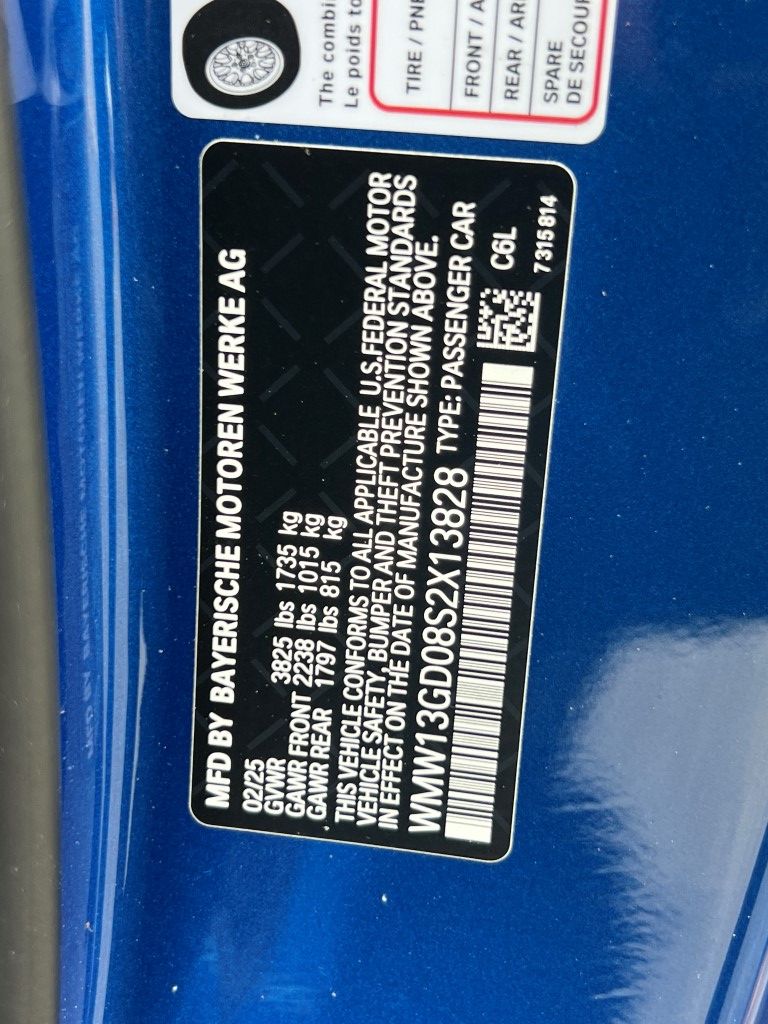 The combi
Le poids to
TIRE / PNE
FRONT / A
REAR / AR
SPARE
DE SECOUR
MFD BY BAYERISCHE MOTOREN WERKE AG
02/25
GVWR 3825 lbs 1735 kg
GAWR FRONT 2238 lbs 1015 kg
GAWR REAR 1797 lbs 815 kg
THIS VEHICLE CONFORMS TO ALL APPLICABLE U.S.FEDERAL MOTOR
VEHICLE SAFETY, BUMPER AND THEFT PREVENTION STANDARDS
IN EFFECT ON THE DATE OF MANUFACTURE SHOWN ABOVE.
WMW13GD08S2X13828 TYPE: PASSENGER CAR
C6L
7315814